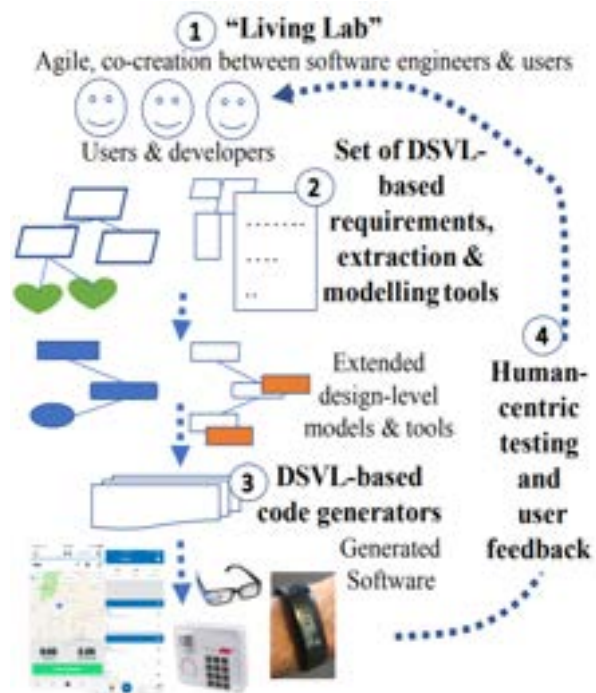 1 “Living Lab”
Agile, co-creation between software engineers & users
Users & developers
2 Set of DSVL-
based
requirements,
extraction &
modelling tools
Extended
design-level
models & tools
3 DSVL-based
code generators
Generated
Software
4
Human-
centric
testing
and
user
feedback